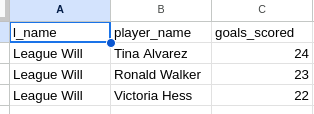 A B C
l_name player_name goals_scored
League Will Tina Alvarez 24
League Will Ronald Walker 23
League Will Victoria Hess 22